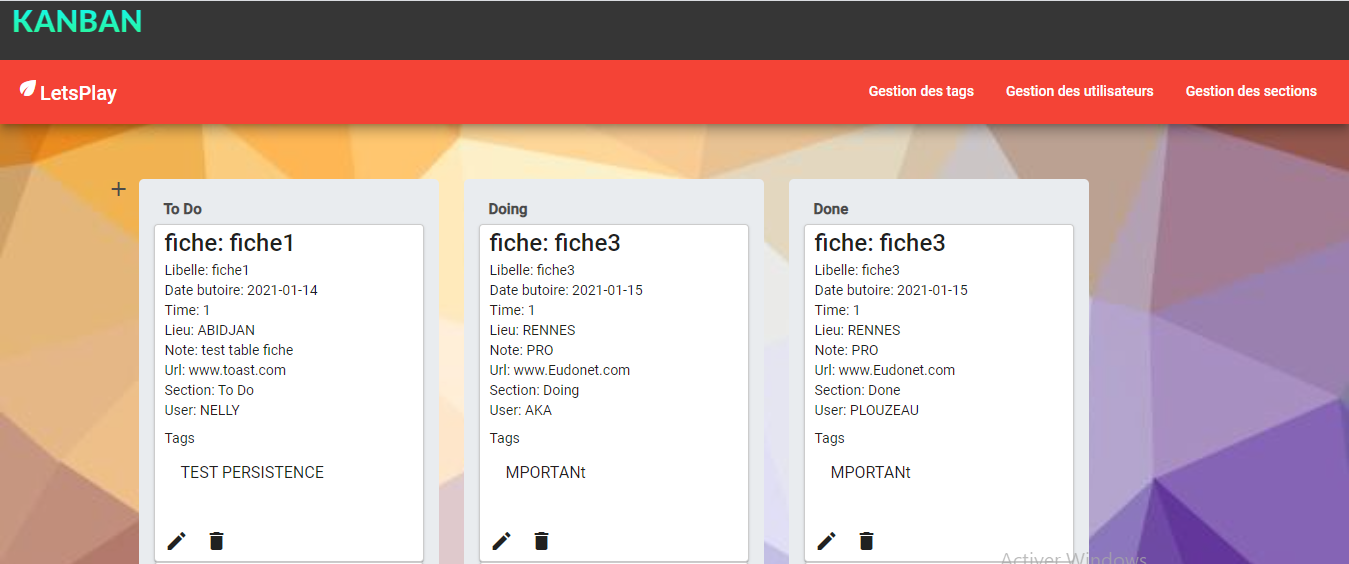 KANBAN
LetsPlay
Gestion des tags
Gestion des utilisateurs
Gestion des sections
To Do
fiche: fiche1
Libelle: fiche1
Date butoire: 2021-01-14
Time: 1
Lieu: ABIDJAN
Note: test table fiche
Url: www.toast.com
Section: To Do
User: NELLY
Tags
TEST PERSISTENCE
Doing
fiche: fiche3
Libelle: fiche3
Date butoire: 2021-01-15
Time: 1
Lieu: RENNES
Note: PRO
Url: www.Eudonet.com
Section: Doing
User: AKA
Tags
MPORTANt
Done
fiche: fiche3
Libelle: fiche3
Date butoire: 2021-01-15
Time: 1
Lieu: RENNES
Note: PRO
Url: www.Eudonet.com
Section: Done
User: PLOUZEAU
Tags
MPORTANt
Activer Windows